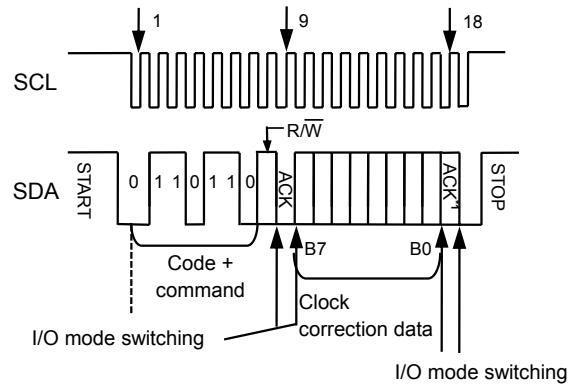 1 9 18
SCL
R/W̅
START 0 1 1 0 1 1 0 ACK ACK*1 STOP
SDA
B7 B0
Code +
command
Clock
correction data
I/O mode switching
I/O mode switching